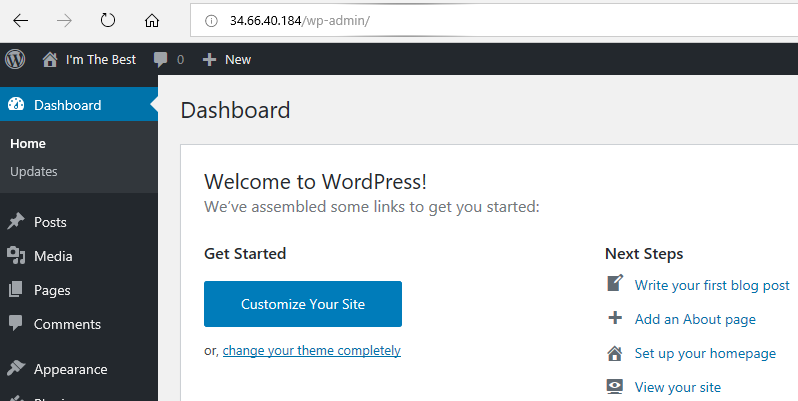 34.66.40.184/wp-admin/
I'm The Best 0 New
Dashboard
Home
Updates
Posts
Media
Pages
Comments
Appearance
Dashboard
Welcome to WordPress!
We've assembled some links to get you started:
Get Started
Customize Your Site
or, change your theme completely
Next Steps
Write your first blog post
Add an About page
Set up your homepage
View your site